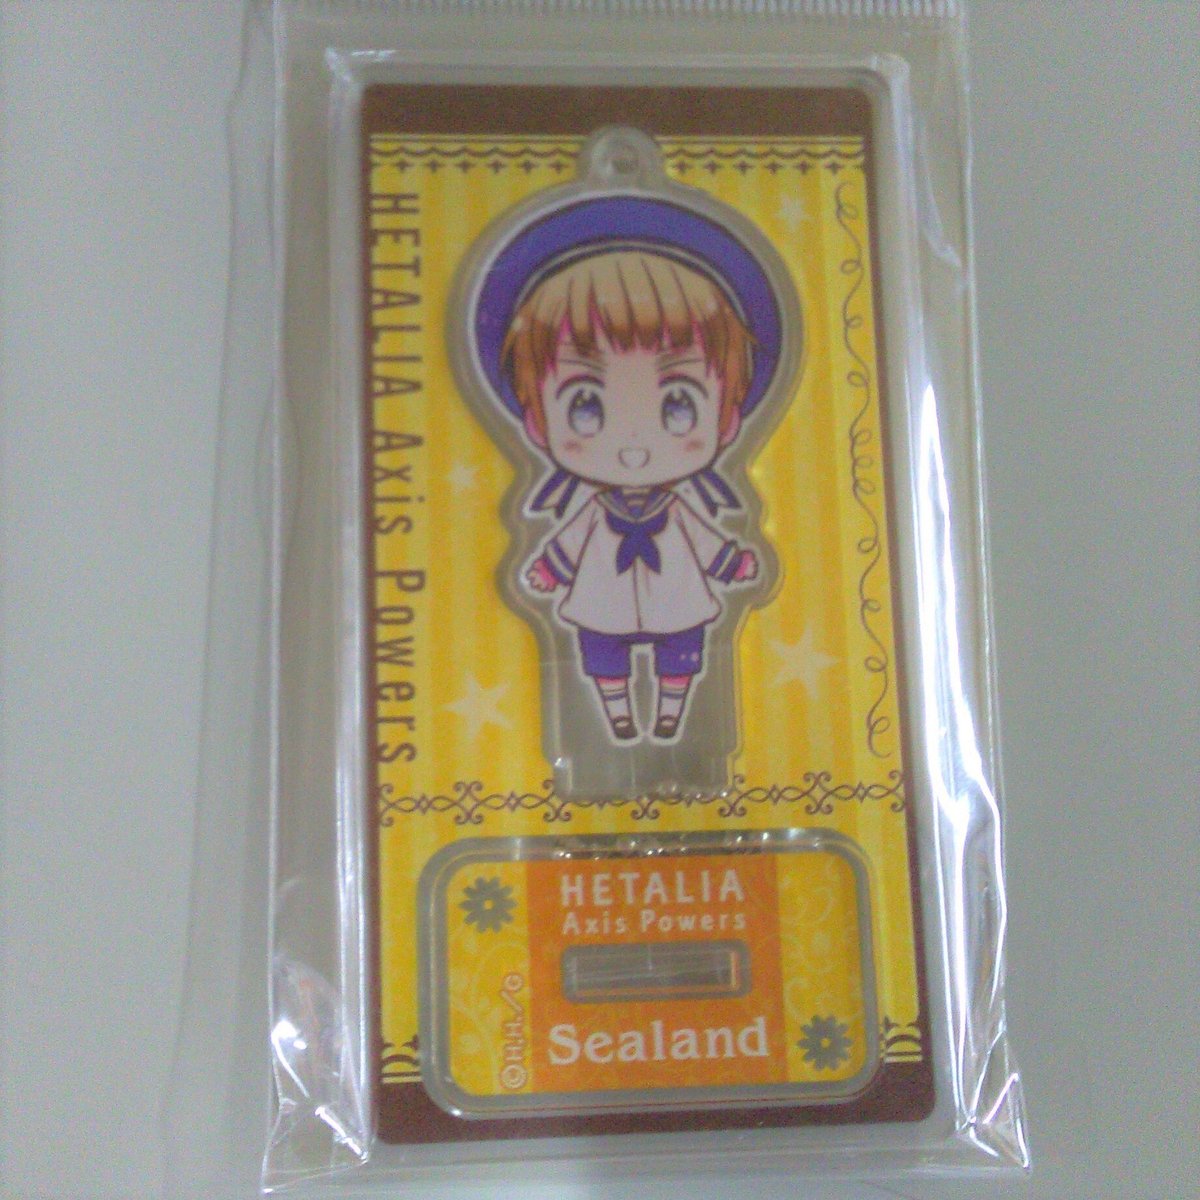 HETALIA Axis Powers
HETALIA
Axis Powers
Sealand
©H.H.／G